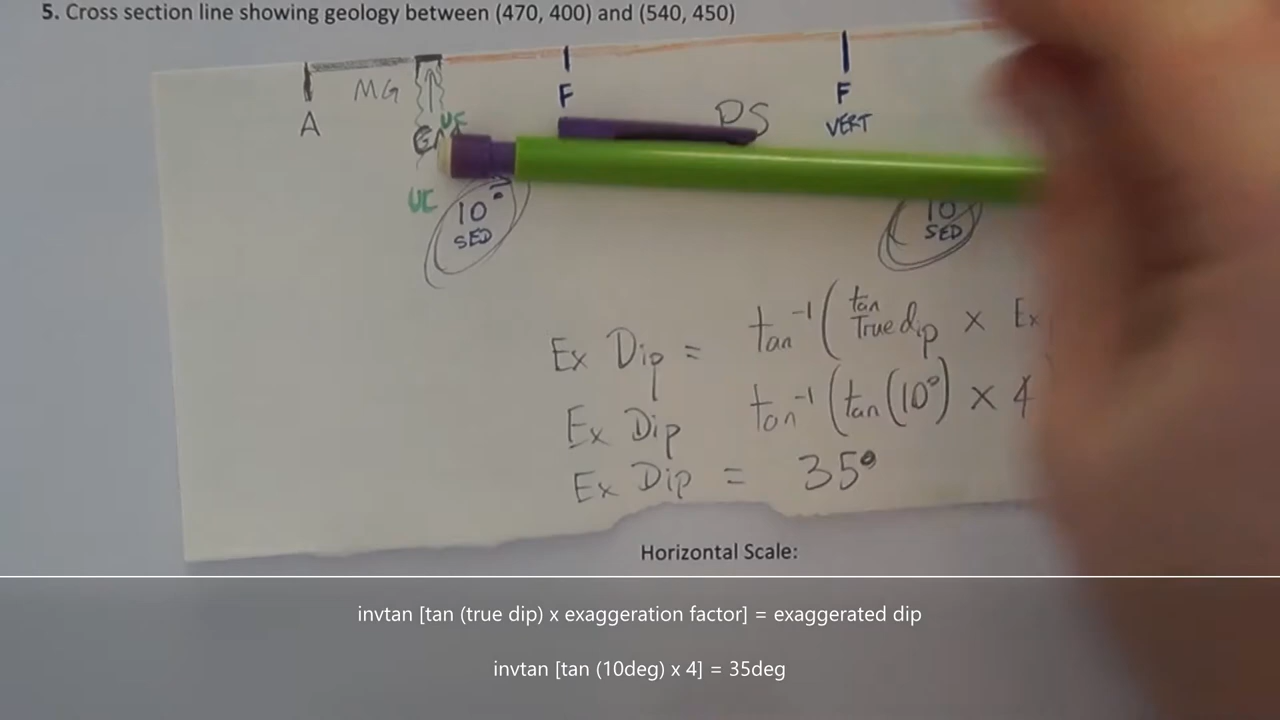 5. Cross section line showing geology between (470, 400) and (540, 450)
MG
A
F
F
VERT
DS
UC
10°
SED
10
SED
Ex Dip = tan⁻¹ ( tan True dip x Ex
Ex Dip tan⁻¹ (tan(10°) x 4
Ex Dip = 35°
Horizontal Scale:
invtan [tan (true dip) x exaggeration factor] = exaggerated dip
invtan [tan (10deg) x 4] = 35deg